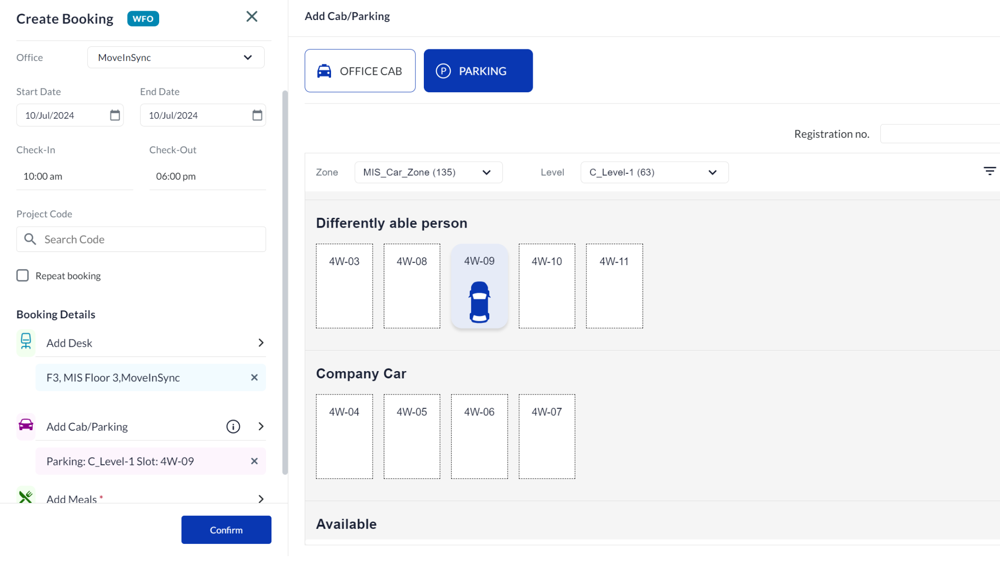 Create Booking WFO
Office MoveInSync
Start Date End Date
10/Jul/2024 10/Jul/2024
Check-In Check-Out
10:00 am 06:00 pm
Project Code
Search Code
Repeat booking
Booking Details
Add Desk
F3, MIS Floor 3,MoveInSync
Add Cab/Parking
Parking: C_Level-1 Slot: 4W-09
Add Meals *
Confirm
Add Cab/Parking
OFFICE CAB P PARKING
Registration no.
Zone MIS_Car_Zone (135) Level C_Level-1 (63)
Differently able person
4W-03 4W-08 4W-09 4W-10 4W-11
Company Car
4W-04 4W-05 4W-06 4W-07
Available